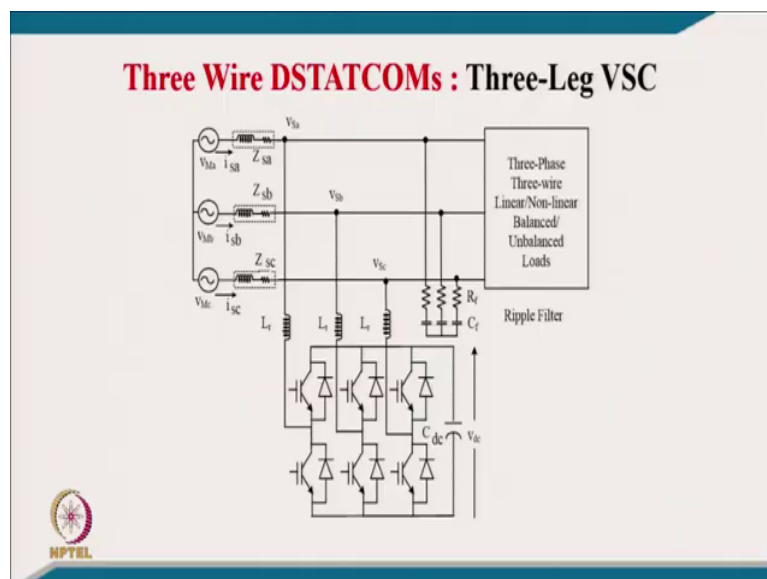 Three Wire DSTATCOMs : Three-Leg VSC
vSa
vMa
isa
Zsa
Zsb
vSb
vMb
isb
Zsc
vSc
vMc
isc
Three-Phase
Three-wire
Linear/Non-linear
Balanced/
Unbalanced
Loads
Lr
Lr
Lr
Rf
Cf
Ripple Filter
Cdc
vdc
NPTEL